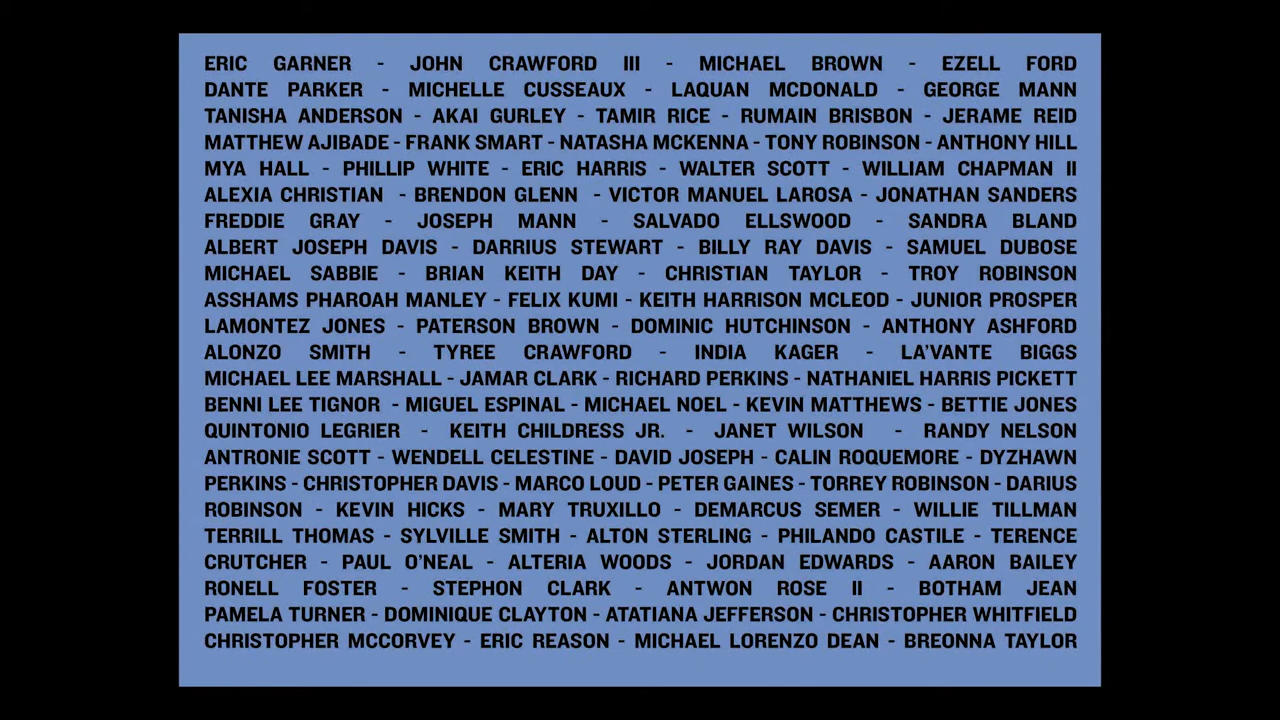 ERIC GARNER - JOHN CRAWFORD III - MICHAEL BROWN - EZELL FORD
DANTE PARKER - MICHELLE CUSSEAUX - LAQUAN MCDONALD - GEORGE MANN
TANISHA ANDERSON - AKAI GURLEY - TAMIR RICE - RUMAIN BRISBON - JERAME REID
MATTHEW AJIBADE - FRANK SMART - NATASHA MCKENNA - TONY ROBINSON - ANTHONY HILL
MYA HALL - PHILLIP WHITE - ERIC HARRIS - WALTER SCOTT - WILLIAM CHAPMAN II
ALEXIA CHRISTIAN - BRENDON GLENN - VICTOR MANUEL LAROSA - JONATHAN SANDERS
FREDDIE GRAY - JOSEPH MANN - SALVADO ELLSWOOD - SANDRA BLAND
ALBERT JOSEPH DAVIS - DARRIUS STEWART - BILLY RAY DAVIS - SAMUEL DUBOSE
MICHAEL SABBIE - BRIAN KEITH DAY - CHRISTIAN TAYLOR - TROY ROBINSON
ASSHAMS PHAROAH MANLEY - FELIX KUMI - KEITH HARRISON MCLEOD - JUNIOR PROSPER
LAMONTEZ JONES - PATERSON BROWN - DOMINIC HUTCHINSON - ANTHONY ASHFORD
ALONZO SMITH - TYREE CRAWFORD - INDIA KAGER - LA'VANTE BIGGS
MICHAEL LEE MARSHALL - JAMAR CLARK - RICHARD PERKINS - NATHANIEL HARRIS PICKETT
BENNI LEE TIGNOR - MIGUEL ESPINAL - MICHAEL NOEL - KEVIN MATTHEWS - BETTIE JONES
QUINTONIO LEGRIER - KEITH CHILDRESS JR. - JANET WILSON - RANDY NELSON
ANTRONIE SCOTT - WENDELL CELESTINE - DAVID JOSEPH - CALIN ROQUEMORE - DYZHAWN
PERKINS - CHRISTOPHER DAVIS - MARCO LOUD - PETER GAINES - TORREY ROBINSON - DARIUS
ROBINSON - KEVIN HICKS - MARY TRUXILLO - DEMARCUS SEMER - WILLIE TILLMAN
TERRILL THOMAS - SYLVILLE SMITH - ALTON STERLING - PHILANDO CASTILE - TERENCE
CRUTCHER - PAUL O'NEAL - ALTERIA WOODS - JORDAN EDWARDS - AARON BAILEY
RONELL FOSTER - STEPHON CLARK - ANTWON ROSE II - BOTHAM JEAN
PAMELA TURNER - DOMINIQUE CLAYTON - ATATIANA JEFFERSON - CHRISTOPHER WHITFIELD
CHRISTOPHER MCCORVEY - ERIC REASON - MICHAEL LORENZO DEAN - BREONNA TAYLOR